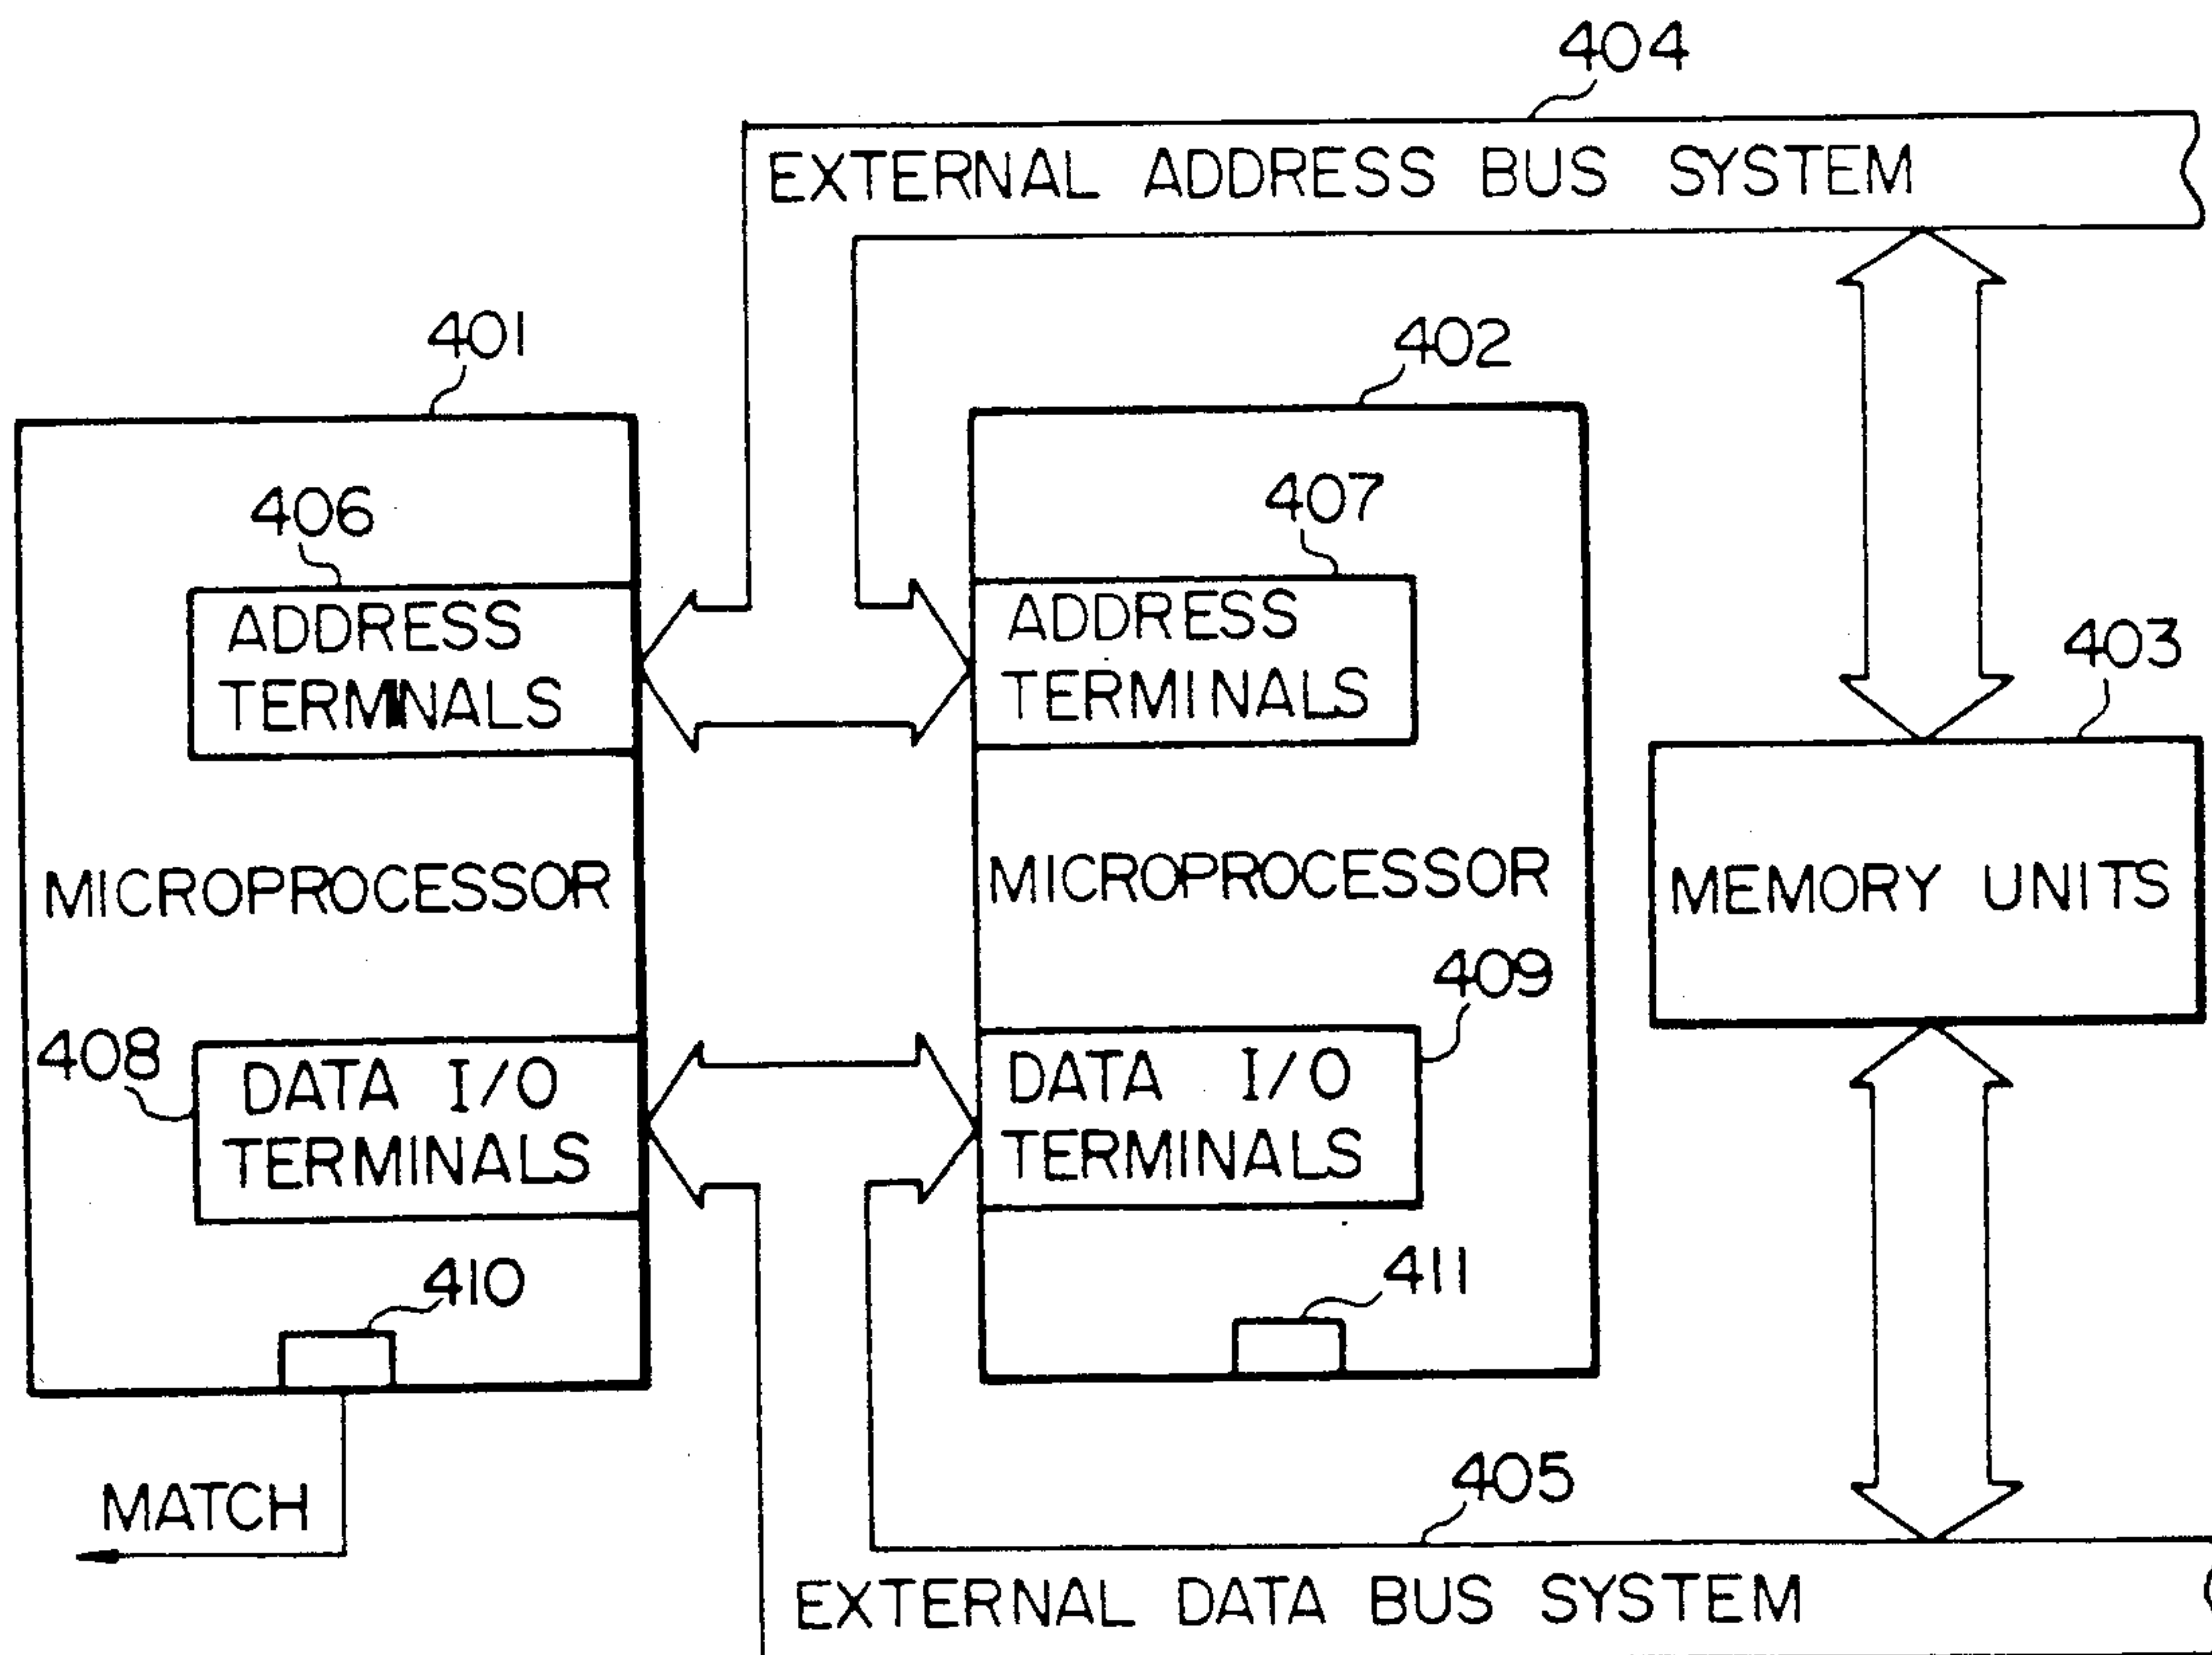 404
EXTERNAL ADDRESS BUS SYSTEM
401
402
406
407
ADDRESS
TERMINALS
ADDRESS
TERMINALS
403
MICROPROCESSOR
MICROPROCESSOR
MEMORY UNITS
409
408
DATA I/O
TERMINALS
DATA I/O
TERMINALS
410
411
MATCH
405
EXTERNAL DATA BUS SYSTEM